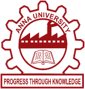 ANNA UNIVERSITY
PROGRESS THROUGH KNOWLEDGE